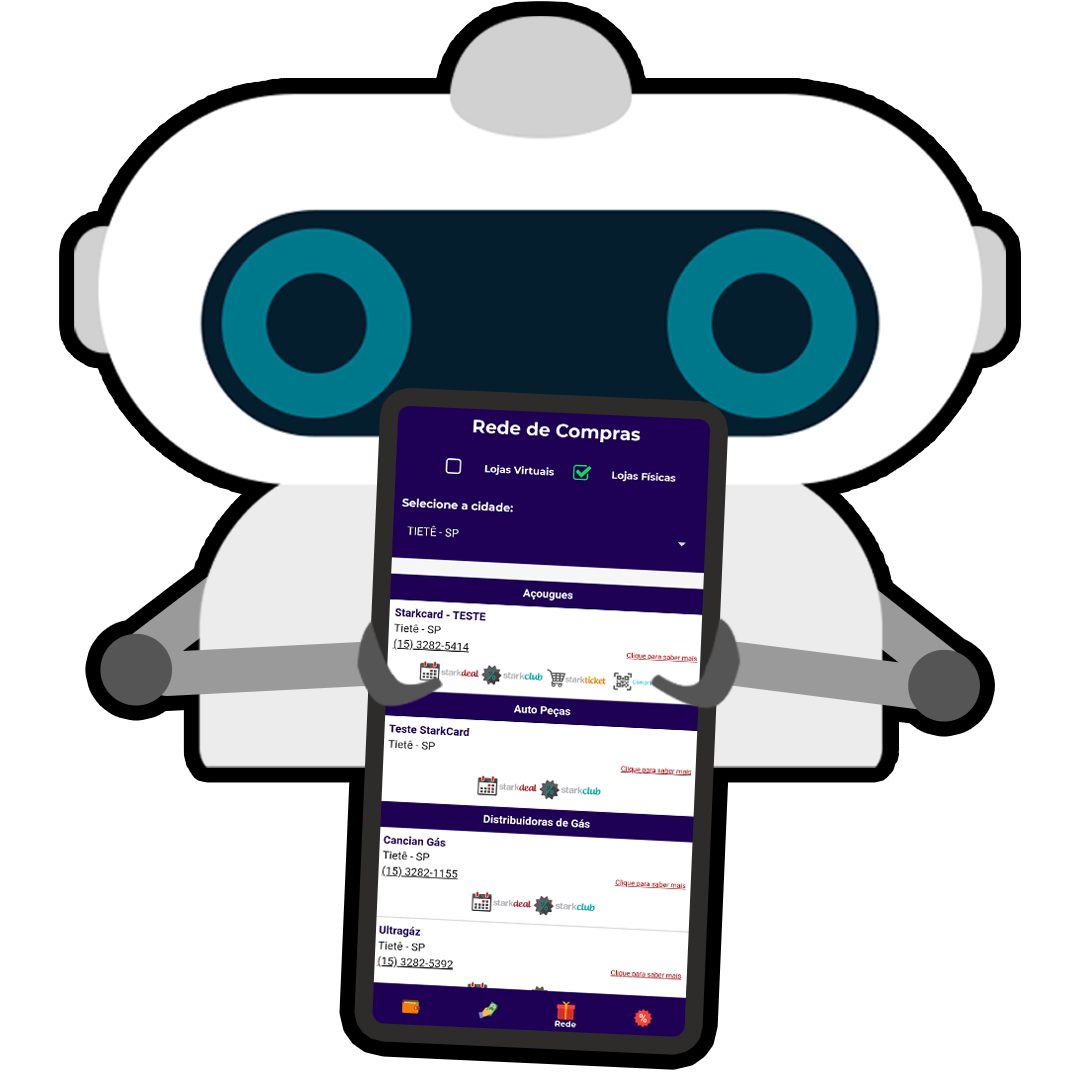 Rede de Compras
Lojas Virtuais
Lojas Físicas
Selecione a cidade:
TIETÊ - SP
Açougues
Starkcard - TESTE
Tietê - SP
(15) 3282-5414
Clique para saber mais
starkdeal starkclub starkticket
Auto Peças
Teste StarkCard
Tietê - SP
Clique para saber mais
starkdeal starkclub
Distribuidoras de Gás
Cancian Gás
Tietê - SP
(15) 3282-1155
Clique para saber mais
starkdeal starkclub
Ultragáz
Tietê - SP
(15) 3282-5392
Clique para saber mais
Rede